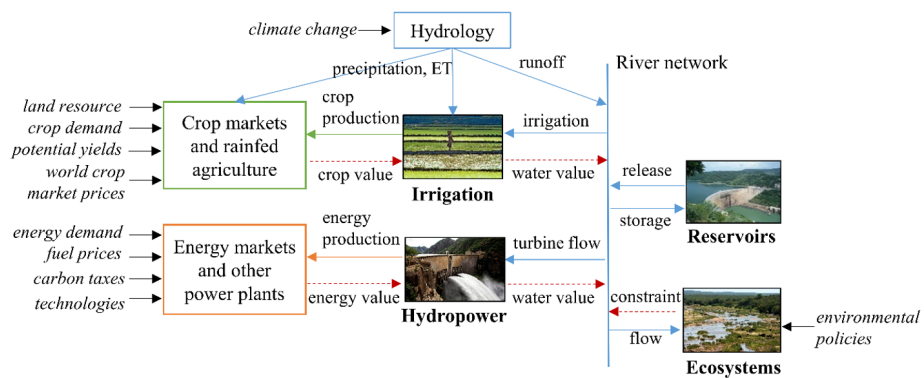 climate change
Hydrology
precipitation, ET
runoff
River network
land resource
crop demand
potential yields
world crop
market prices
Crop markets
and rainfed
agriculture
crop
production
irrigation
crop value
Irrigation
water value
release
storage
Reservoirs
energy demand
fuel prices
carbon taxes
technologies
Energy markets
and other
power plants
energy
production
turbine flow
energy value
Hydropower
water value
constraint
flow
Ecosystems
environmental
policies